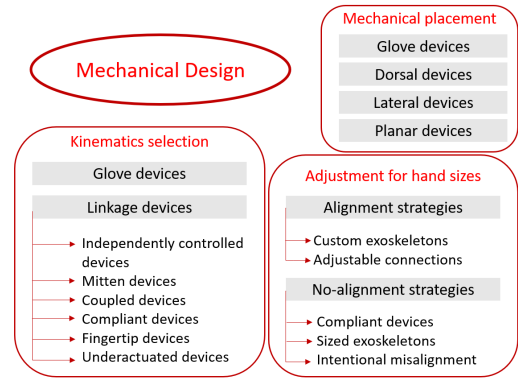 Mechanical Design
Mechanical placement
Glove devices
Dorsal devices
Lateral devices
Planar devices
Kinematics selection
Glove devices
Linkage devices
Independently controlled
devices
Mitten devices
Coupled devices
Compliant devices
Fingertip devices
Underactuated devices
Adjustment for hand sizes
Alignment strategies
Custom exoskeletons
Adjustable connections
No-alignment strategies
Compliant devices
Sized exoskeletons
Intentional misalignment